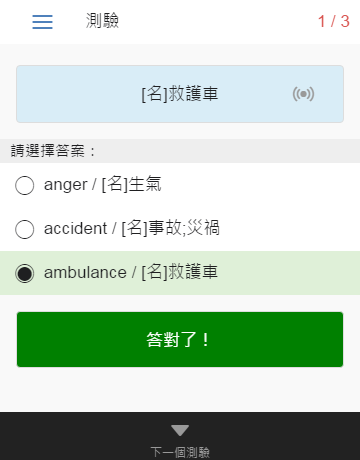 測驗
1 / 3
[名]救護車
請選擇答案：
anger / [名]生氣
accident / [名]事故;災禍
ambulance / [名]救護車
答對了！
下一個測驗